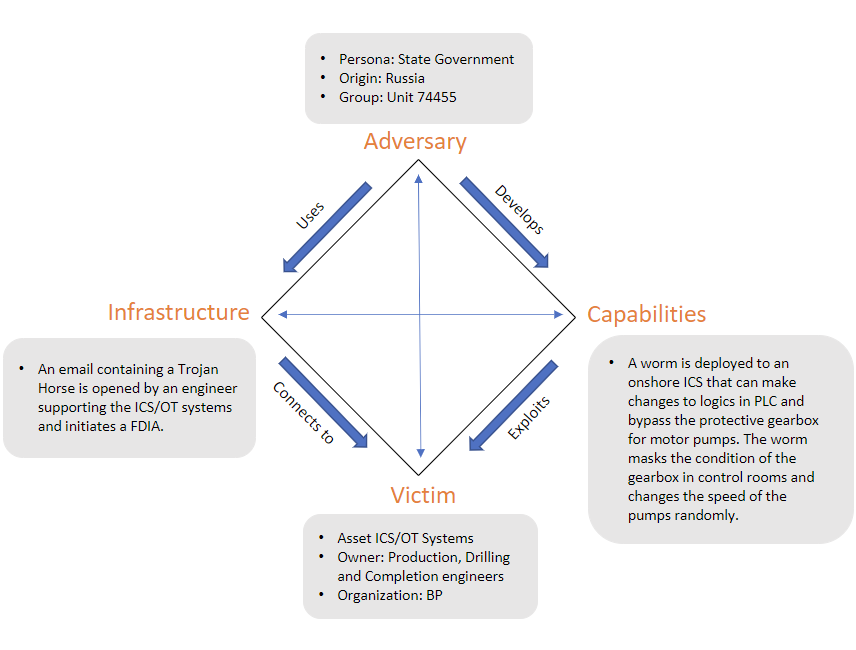 • Persona: State Government
• Origin: Russia
• Group: Unit 74455
Adversary
Uses
Develops
Infrastructure
Capabilities
• An email containing a Trojan
Horse is opened by an engineer
supporting the ICS/OT systems
and initiates a FDIA.
• A worm is deployed to an
onshore ICS that can make
changes to logics in PLC and
bypass the protective gearbox
for motor pumps. The worm
masks the condition of the
gearbox in control rooms and
changes the speed of the
pumps randomly.
Connects to
Exploits
Victim
• Asset ICS/OT Systems
• Owner: Production, Drilling
and Completion engineers
• Organization: BP